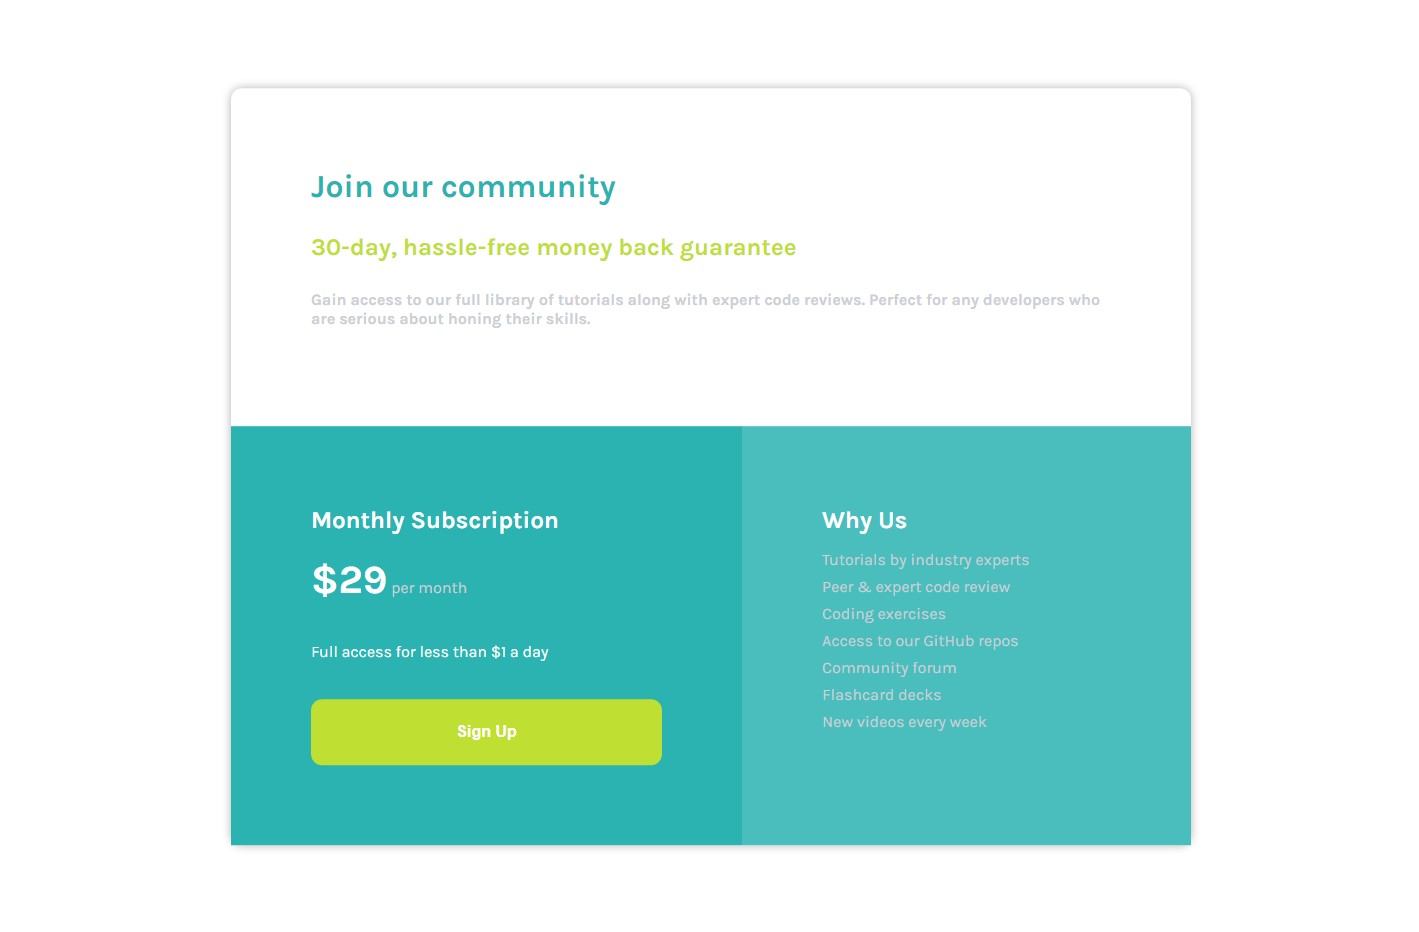 Join our community
30-day, hassle-free money back guarantee
Gain access to our full library of tutorials along with expert code reviews. Perfect for any developers who
are serious about honing their skills.
Monthly Subscription
$29 per month
Full access for less than $1 a day
Sign Up
Why Us
Tutorials by industry experts
Peer & expert code review
Coding exercises
Access to our GitHub repos
Community forum
Flashcard decks
New videos every week